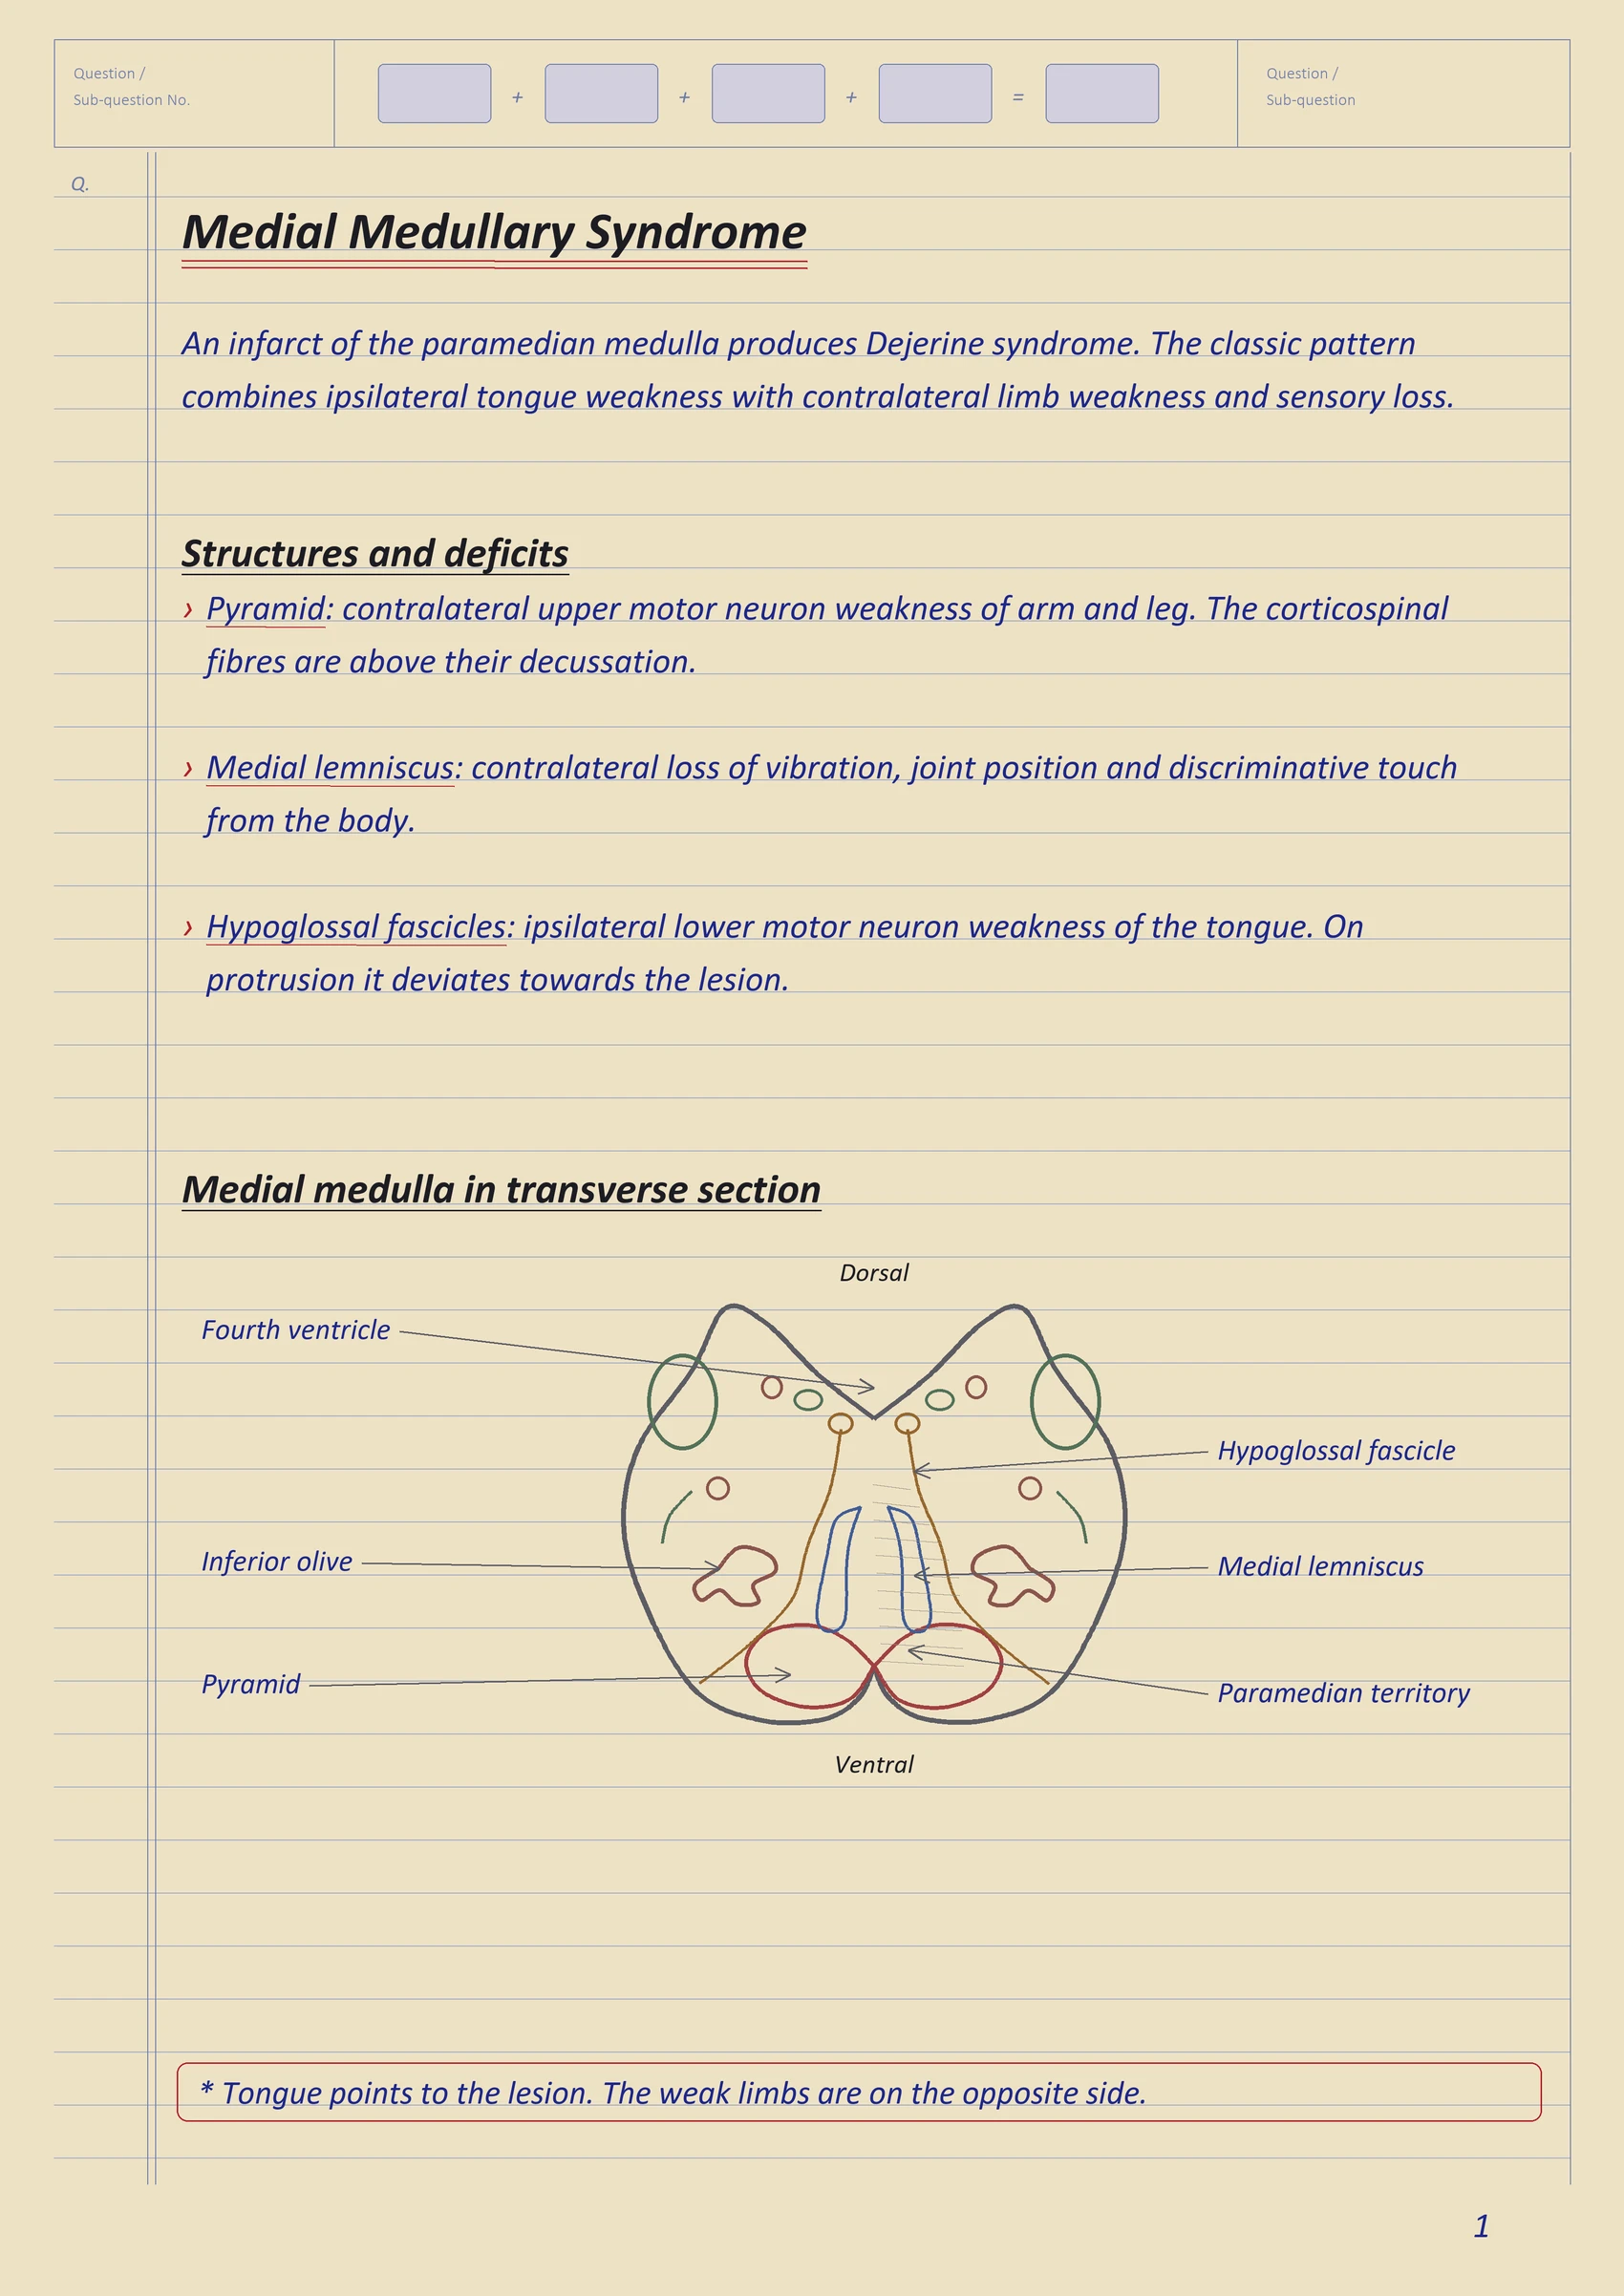 Question /
Sub-question No.
+ + + =
Question /
Sub-question
Q.
Medial Medullary Syndrome
An infarct of the paramedian medulla produces Dejerine syndrome. The classic pattern
combines ipsilateral tongue weakness with contralateral limb weakness and sensory loss.
Structures and deficits
› Pyramid: contralateral upper motor neuron weakness of arm and leg. The corticospinal
fibres are above their decussation.
› Medial lemniscus: contralateral loss of vibration, joint position and discriminative touch
from the body.
› Hypoglossal fascicles: ipsilateral lower motor neuron weakness of the tongue. On
protrusion it deviates towards the lesion.
Medial medulla in transverse section
Dorsal
Fourth ventricle
Hypoglossal fascicle
Inferior olive
Medial lemniscus
Pyramid
Paramedian territory
Ventral
* Tongue points to the lesion. The weak limbs are on the opposite side.
1